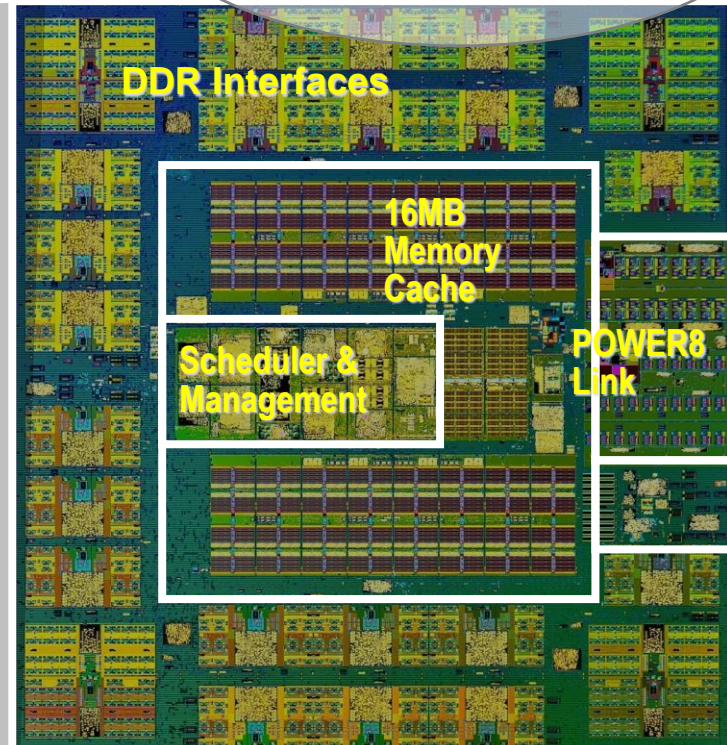 DDR Interfaces
16MB
Memory
Cache
Scheduler &
Management
POWER8
Link